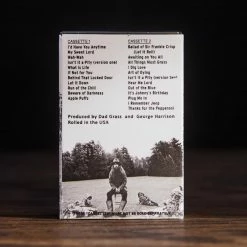 CASSETTE 1
I'd Have You Anytime
My Sweet Lord
Wah-Wah
Isn't It a Pity (Version One)
What Is Life
If Not for You
Behind That Locked Door
Let It Down
Run of the Mill
Beware of Darkness
Apple Puffs
CASSETTE 2
Ballad of Sir Frankie Crisp
(Let It Roll)
Awaiting on You All
All Things Must Grass
I Dig Love
Art of Dying
Isn't It a Pity (Version Two)
Hear Me Lord
Out of the Blue
It's Johnny's Birthday
Plug Me In
I Remember Jeep
Thanks for the Pepperoni
Produced by Dad Grass and George Harrison
Rolled in the USA